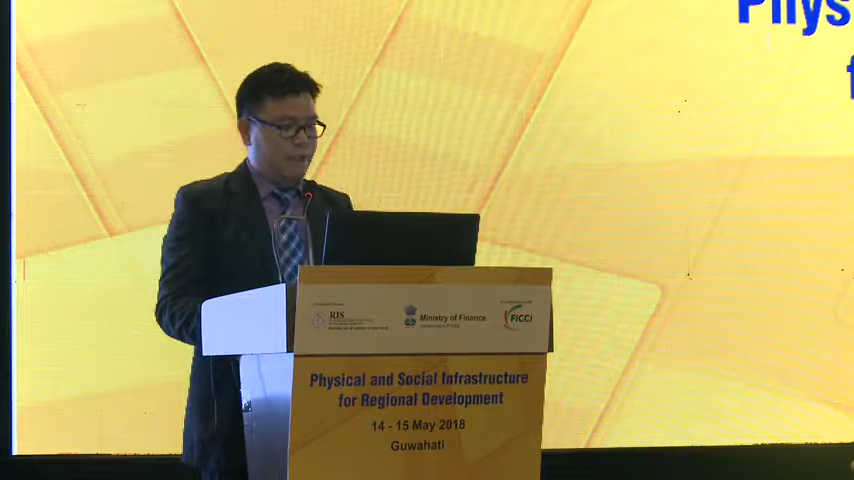 Phys
f
RIS
Ministry of Finance
Government of India
FICCI
Physical and Social Infrastructure
for Regional Development
14 - 15 May 2018
Guwahati